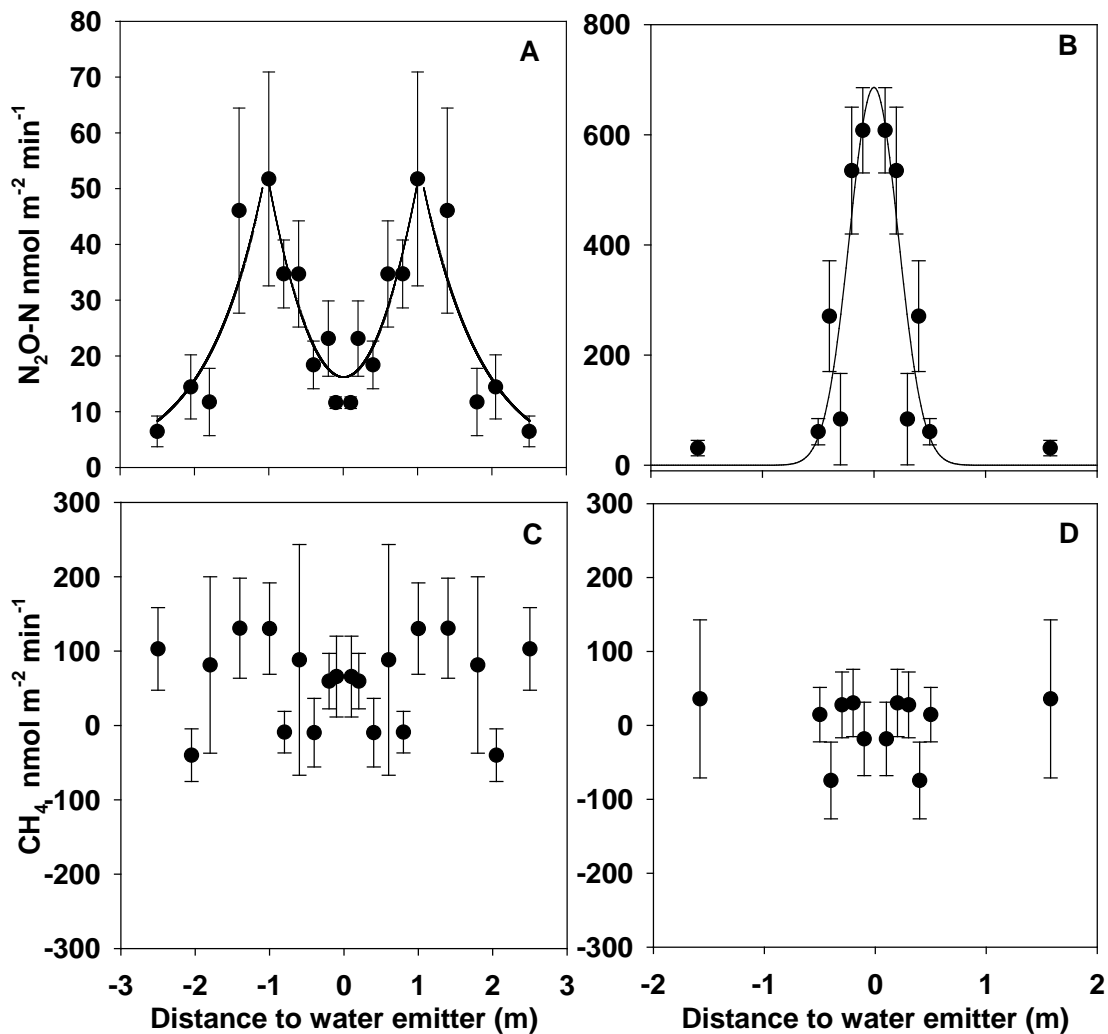 A
B
80
70
60
50
40
30
20
10
0
N2O-N nmol m-2 min-1
800
600
400
200
0
C
D
300
200
100
0
-100
-200
-300
CH4, nmol m-2 min-1
300
200
100
0
-100
-200
-300
-3 -2 -1 0 1 2 3
-2 -1 0 1 2
Distance to water emitter (m)
Distance to water emitter (m)